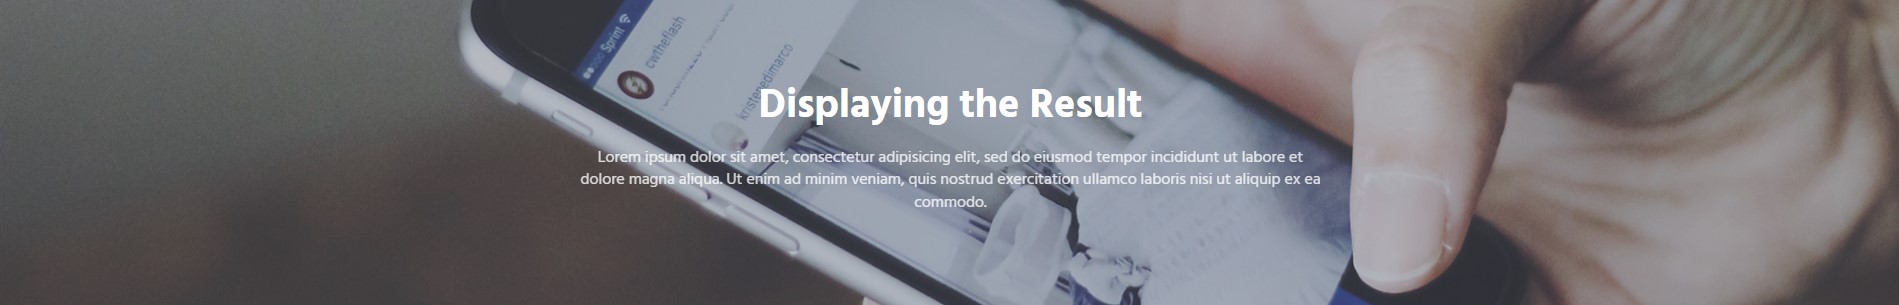 Sprint
cwtheflash
kristenedimarco
Displaying the Result
Lorem ipsum dolor sit amet, consectetur adipisicing elit, sed do eiusmod tempor incididunt ut labore et
dolore magna aliqua. Ut enim ad minim veniam, quis nostrud exercitation ullamco laboris nisi ut aliquip ex ea
commodo.